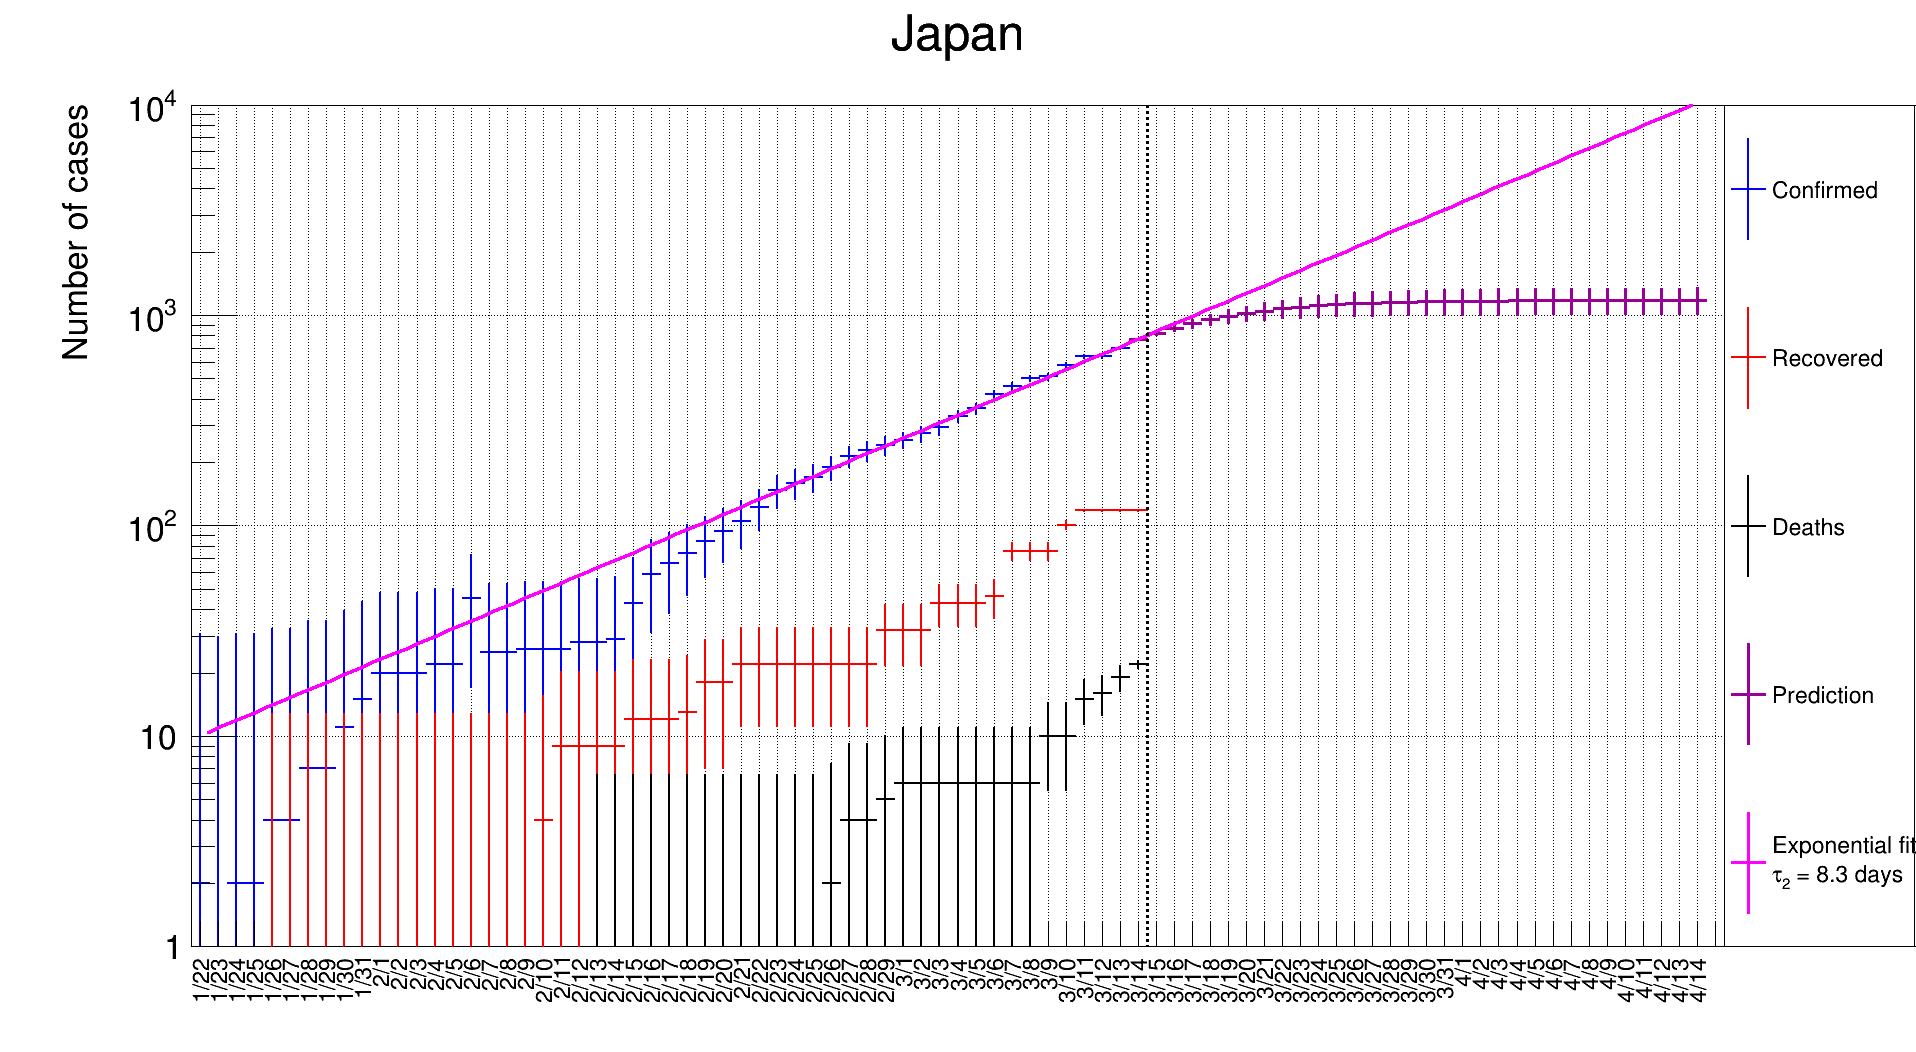 Japan
Number of cases
10⁴
10³
10²
10
1
1/22 1/23 1/24 1/25 1/26 1/27 1/28 1/29 1/30 1/31 2/1 2/2 2/3 2/4 2/5 2/6 2/7 2/8 2/9 2/10 2/11 2/12 2/13 2/14 2/15 2/16 2/17 2/18 2/19 2/20 2/21 2/22 2/23 2/24 2/25 2/26 2/27 2/28 2/29 3/1 3/2 3/3 3/4 3/5 3/6 3/7 3/8 3/9 3/10 3/11 3/12 3/13 3/14 3/15 3/16 3/17 3/18 3/19 3/20 3/21 3/22 3/23 3/24 3/25 3/26 3/27 3/28 3/29 3/30 3/31 4/1 4/2 4/3 4/4 4/5 4/6 4/7 4/8 4/9 4/10 4/11 4/12 4/13 4/14
Confirmed
Recovered
Deaths
Prediction
Exponential fit
τ₂ = 8.3 days